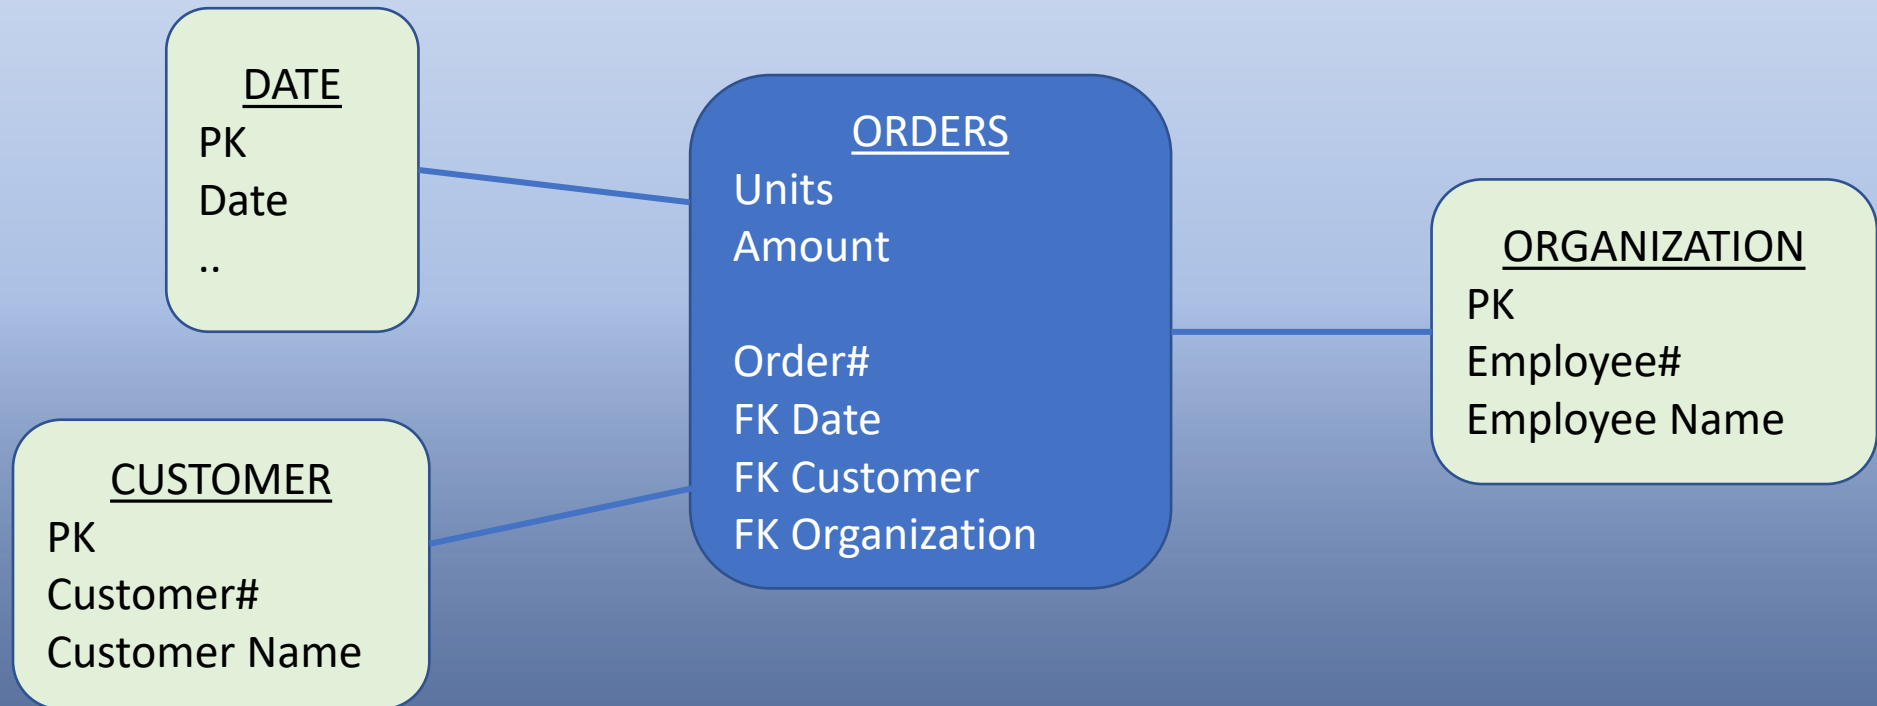 DATE
PK
Date
..
ORDERS
Units
Amount
Order#
FK Date
FK Customer
FK Organization
ORGANIZATION
PK
Employee#
Employee Name
CUSTOMER
PK
Customer#
Customer Name